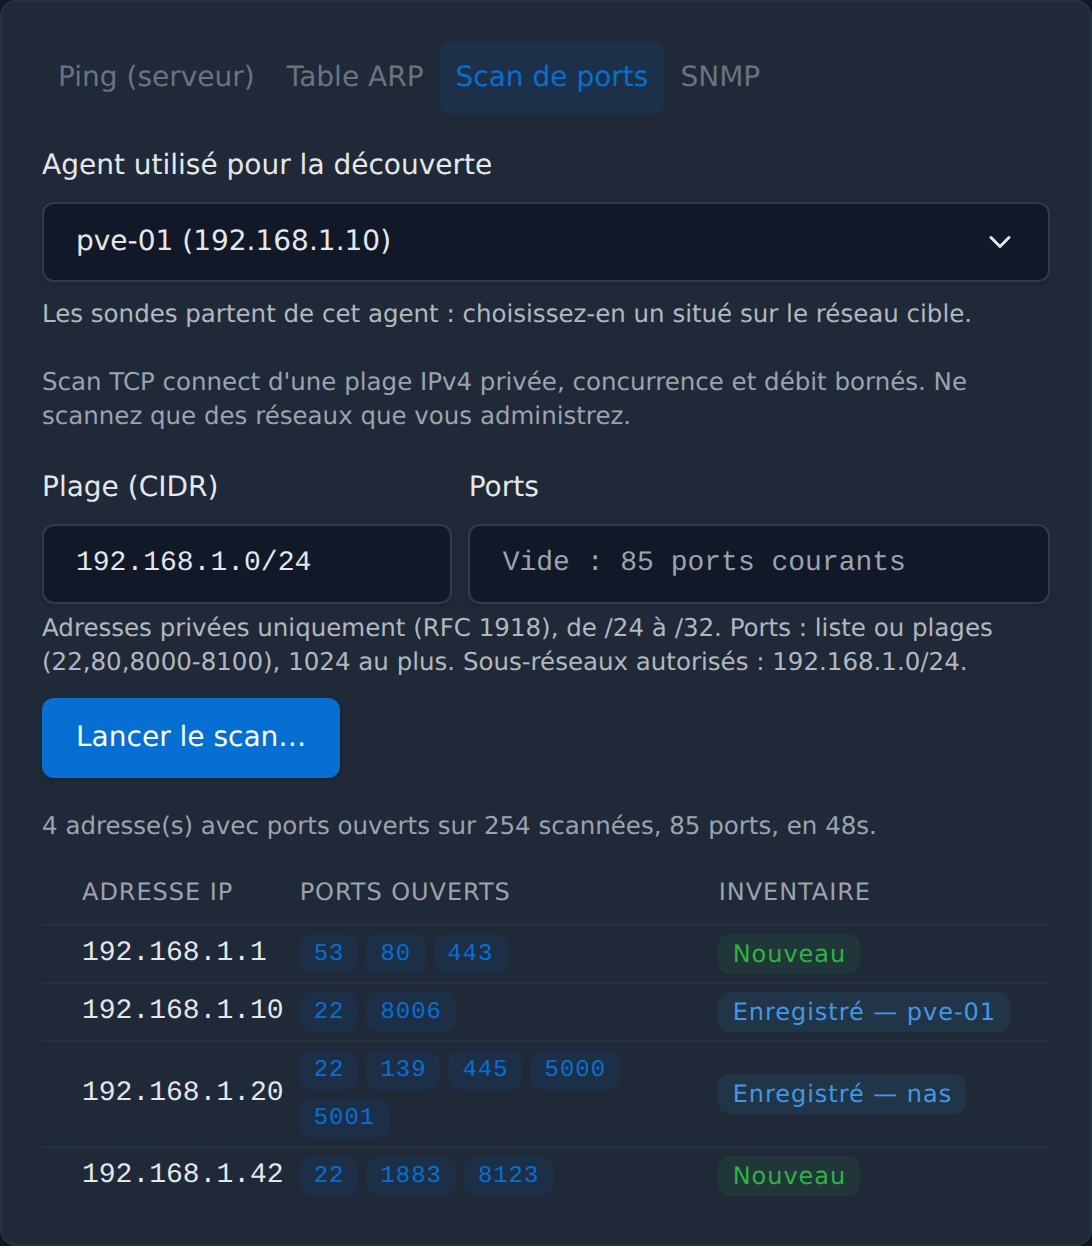 Ping (serveur) Table ARP Scan de ports SNMP
Agent utilisé pour la découverte
pve-01 (192.168.1.10)
Les sondes partent de cet agent : choisissez-en un situé sur le réseau cible.
Scan TCP connect d'une plage IPv4 privée, concurrence et débit bornés. Ne
scannez que des réseaux que vous administrez.
Plage (CIDR) Ports
192.168.1.0/24 Vide : 85 ports courants
Adresses privées uniquement (RFC 1918), de /24 à /32. Ports : liste ou plages
(22,80,8000-8100), 1024 au plus. Sous-réseaux autorisés : 192.168.1.0/24.
Lancer le scan...
4 adresse(s) avec ports ouverts sur 254 scannées, 85 ports, en 48s.
ADRESSE IP PORTS OUVERTS INVENTAIRE
192.168.1.1 53 80 443 Nouveau
192.168.1.10 22 8006 Enregistré — pve-01
192.168.1.20 22 139 445 5000 Enregistré — nas
5001
192.168.1.42 22 1883 8123 Nouveau